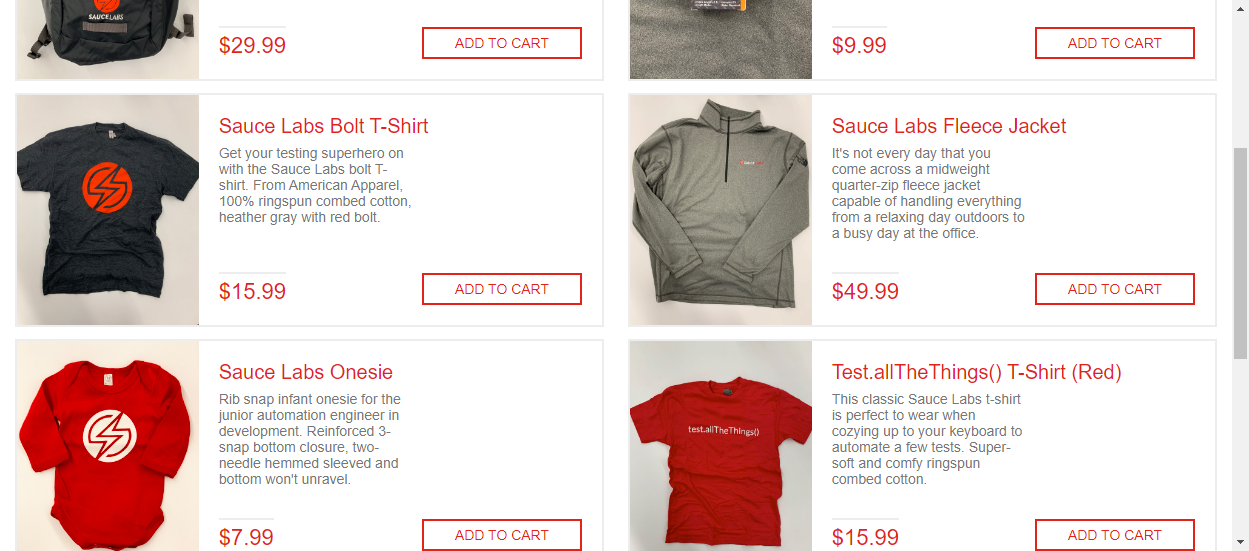 SAUCELABS
$29.99
ADD TO CART
$9.99
ADD TO CART
Sauce Labs Bolt T-Shirt
Get your testing superhero on
with the Sauce Labs bolt T-
shirt. From American Apparel,
100% ringspun combed cotton,
heather gray with red bolt.
$15.99
ADD TO CART
Sauce Labs Fleece Jacket
It's not every day that you
come across a midweight
quarter-zip fleece jacket
capable of handling everything
from a relaxing day outdoors to
a busy day at the office.
$49.99
ADD TO CART
Sauce Labs Onesie
Rib snap infant onesie for the
junior automation engineer in
development. Reinforced 3-
snap bottom closure, two-
needle hemmed sleeved and
bottom won't unravel.
$7.99
ADD TO CART
test.allTheThings()
Test.allTheThings() T-Shirt (Red)
This classic Sauce Labs t-shirt
is perfect to wear when
cozying up to your keyboard to
automate a few tests. Super-
soft and comfy ringspun
combed cotton.
$15.99
ADD TO CART